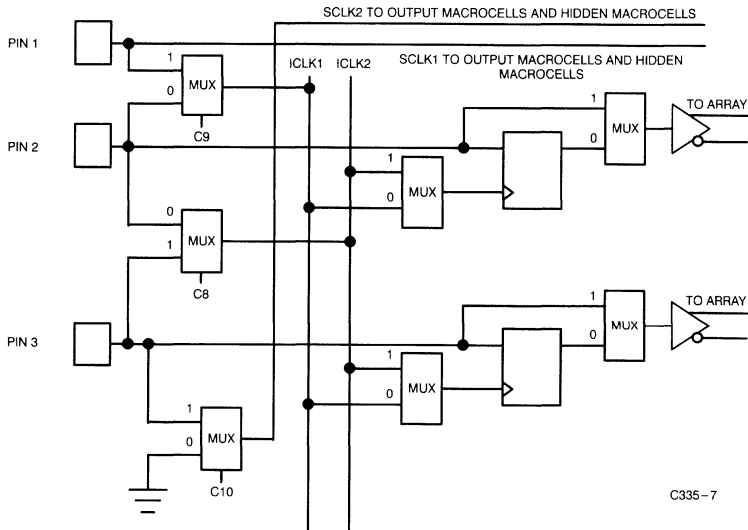 SCLK2 TO OUTPUT MACROCELLS AND HIDDEN MACROCELLS
PIN 1
ICLK1
ICLK2
SCLK1 TO OUTPUT MACROCELLS AND HIDDEN
MACROCELLS
1
MUX
0
C9
1
MUX
0
TO ARRAY
PIN 2
1
MUX
0
0
MUX
1
C8
1
MUX
0
TO ARRAY
PIN 3
1
MUX
0
1
MUX
0
C10
C335-7